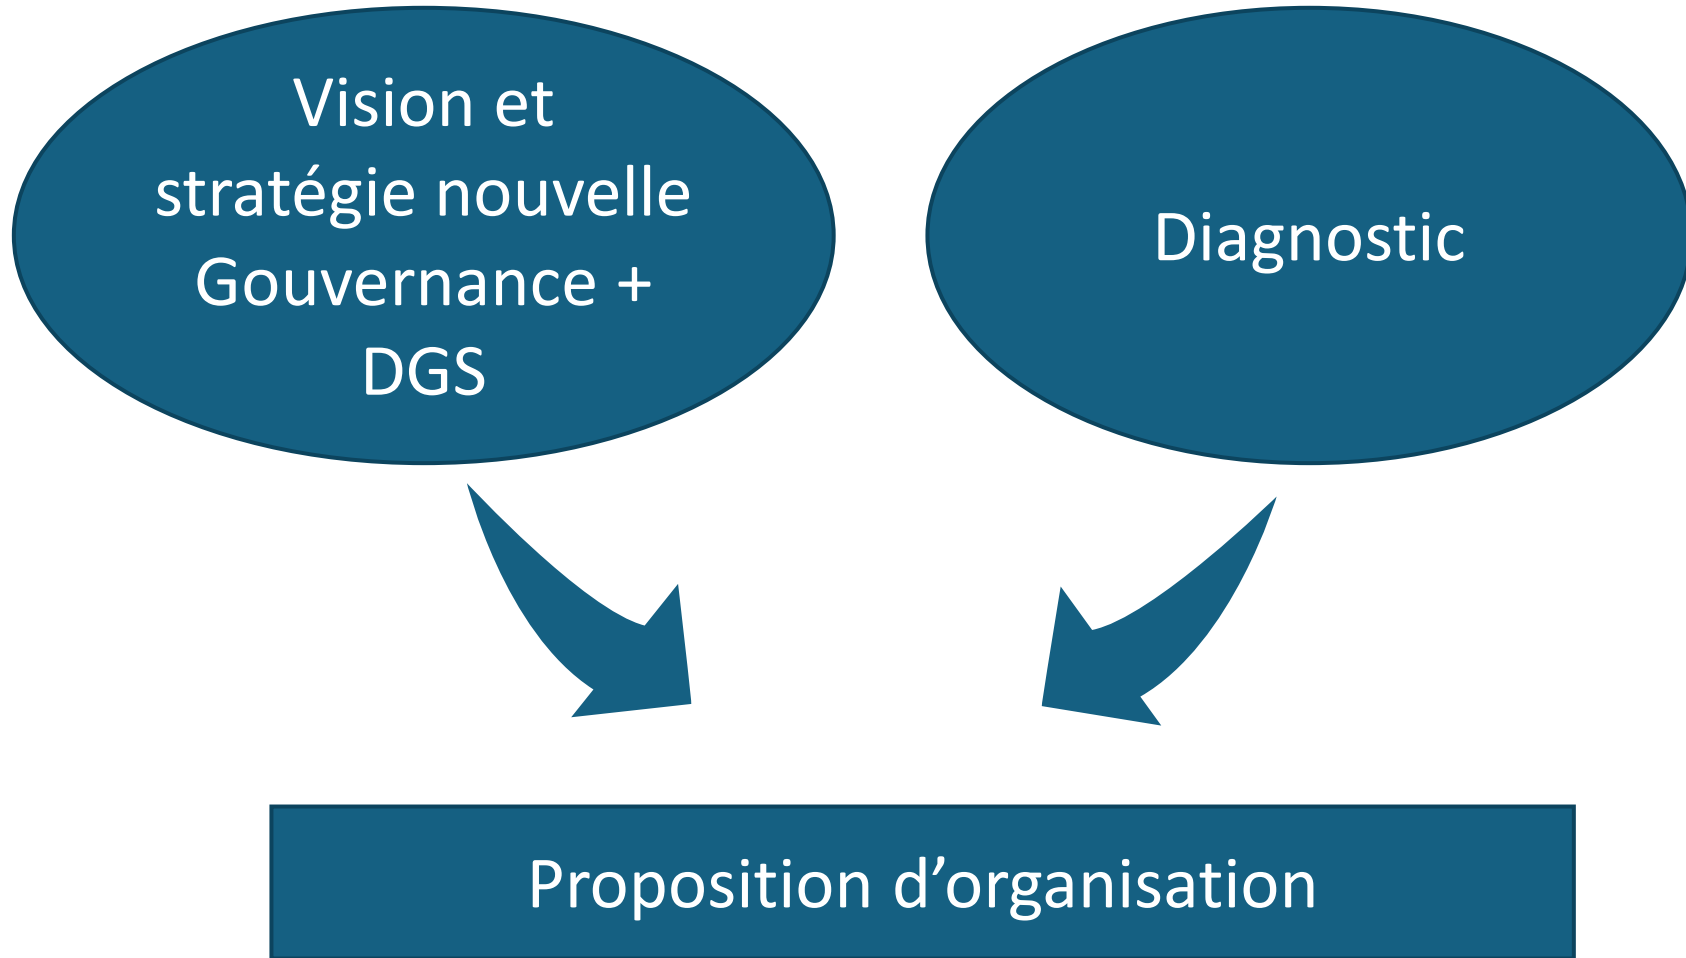 Vision et
stratégie nouvelle
Gouvernance +
DGS
Diagnostic
Proposition d’organisation